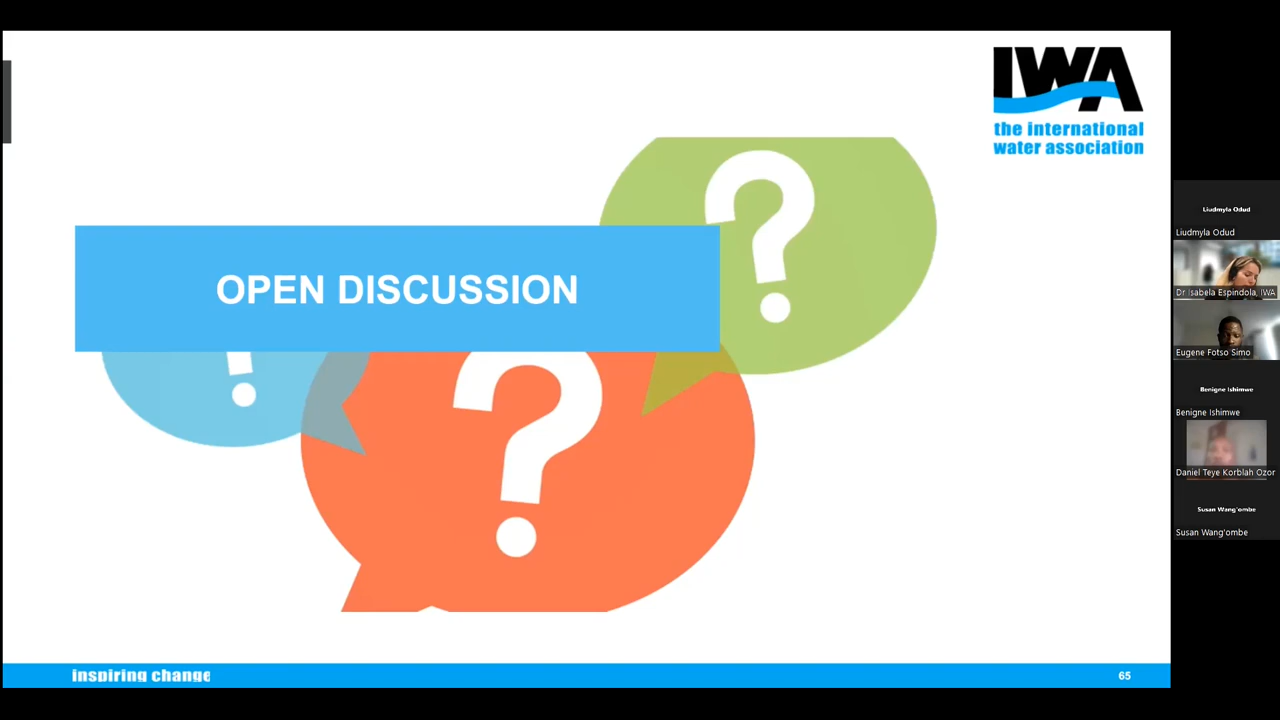 IWA
the international
water association
OPEN DISCUSSION
? ? ?
inspiring change
65
Liudmyla Odud
Liudmyla Odud
Dr Isabela Espindola, IWA
Eugene Fotso Simo
Benigne Ishimwe
Benigne Ishimwe
Daniel Teye Korblah Ozor
Susan Wang'ombe
Susan Wang'ombe